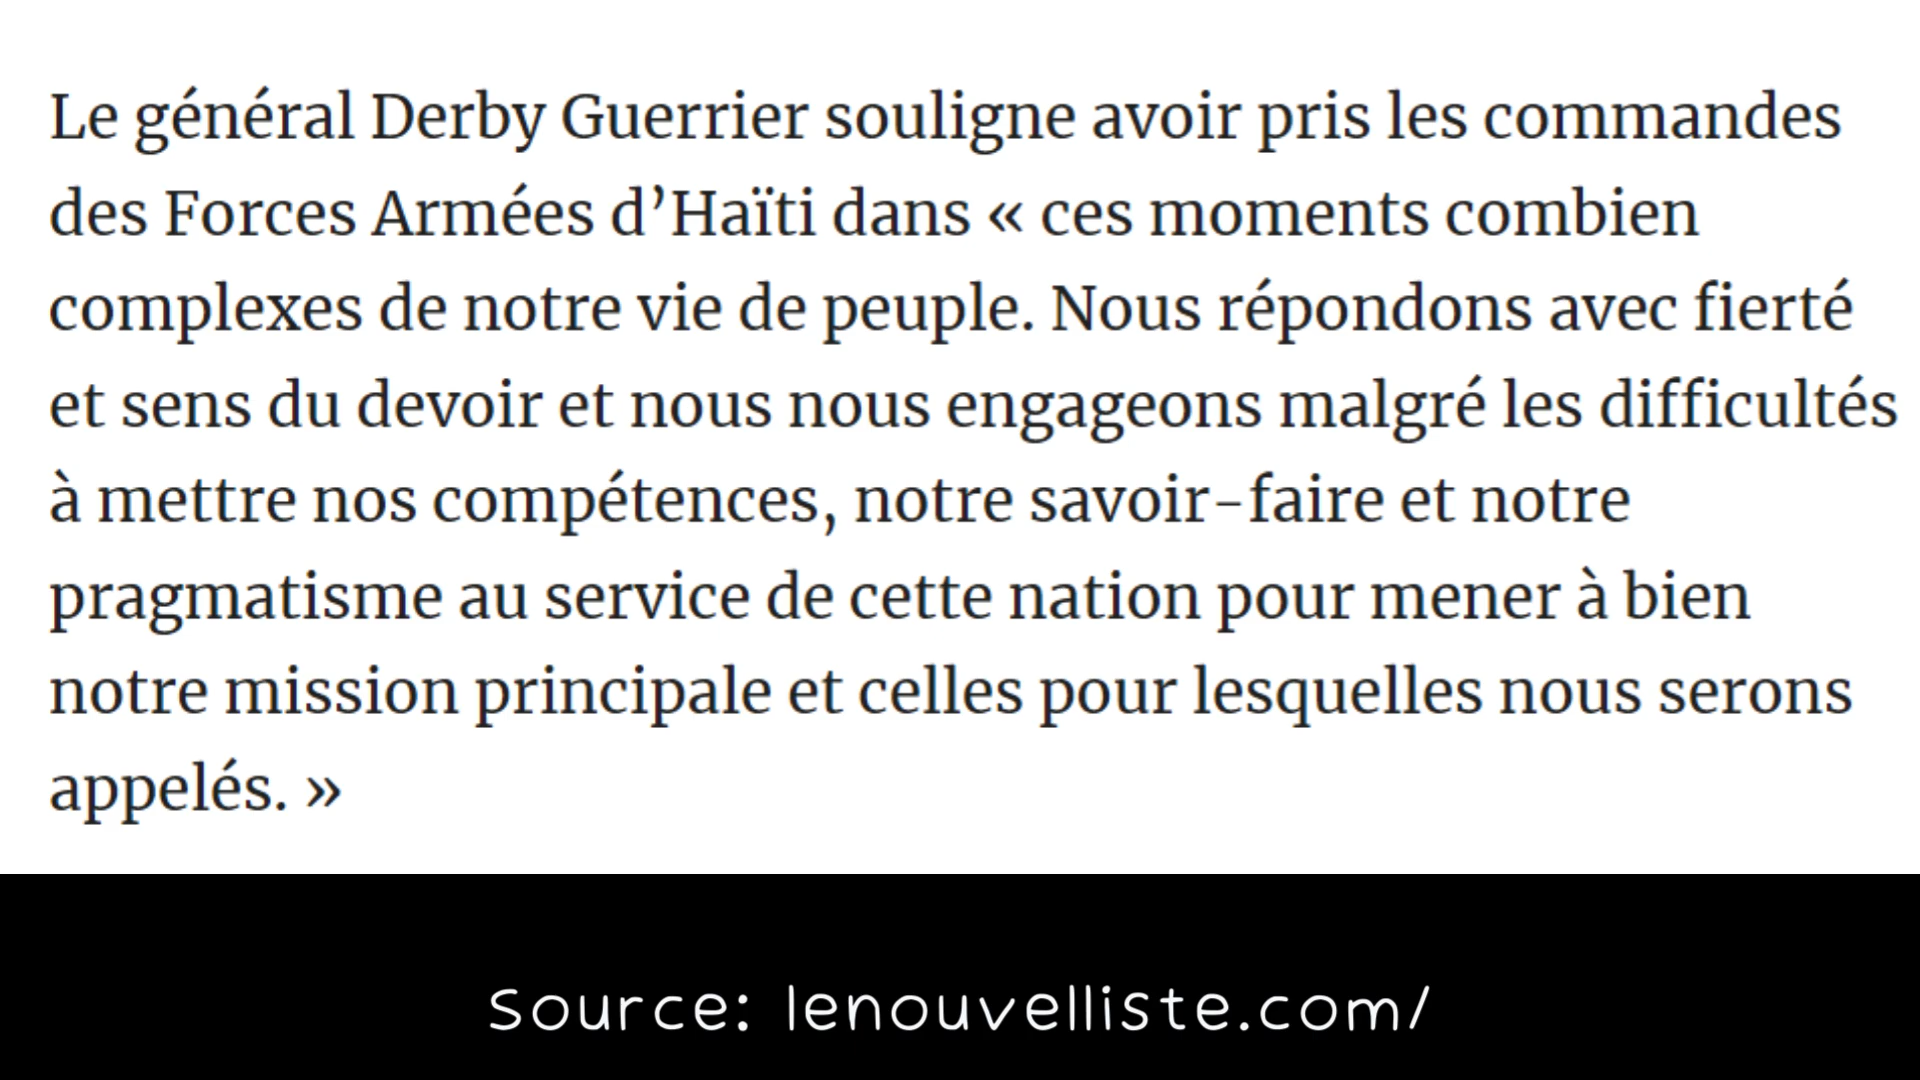 Le général Derby Guerrier souligne avoir pris les commandes
des Forces Armées d’Haïti dans « ces moments combien
complexes de notre vie de peuple. Nous répondons avec fierté
et sens du devoir et nous nous engageons malgré les difficultés
à mettre nos compétences, notre savoir-faire et notre
pragmatisme au service de cette nation pour mener à bien
notre mission principale et celles pour lesquelles nous serons
appelés. »
Source: lenouvelliste.com/